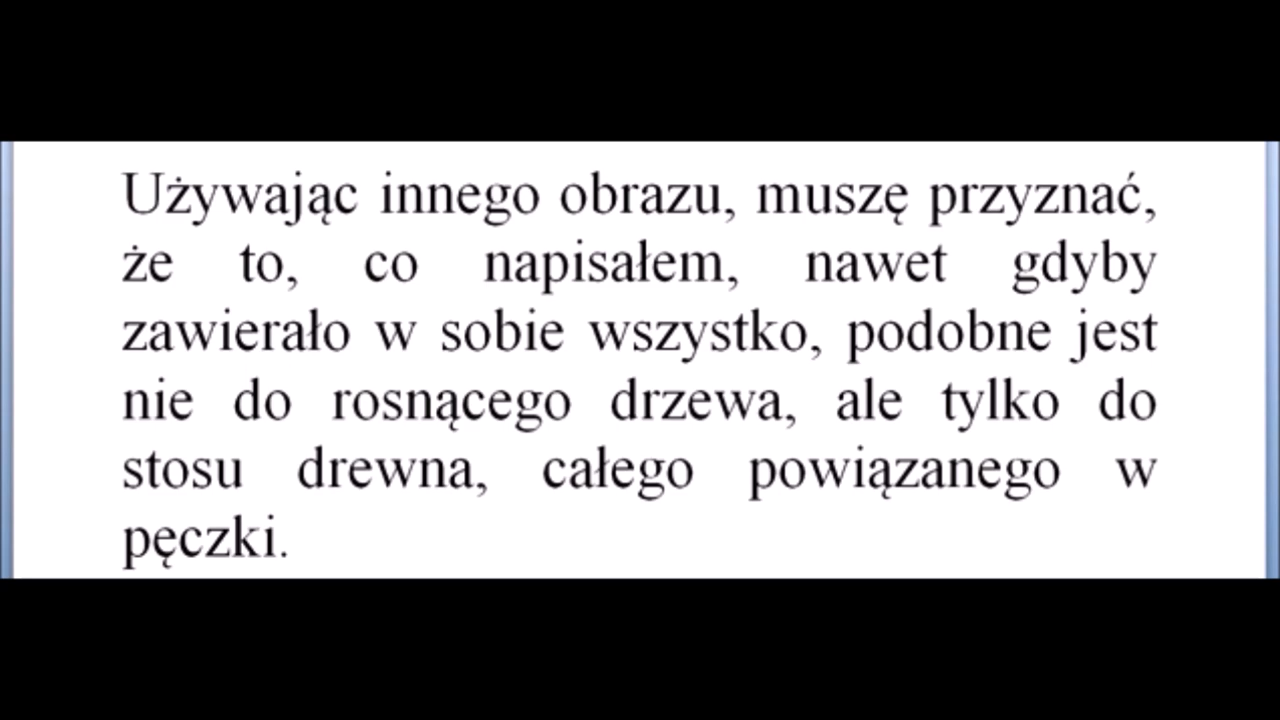 Używając innego obrazu, muszę przyznać,
że to, co napisałem, nawet gdyby
zawierało w sobie wszystko, podobne jest
nie do rosnącego drzewa, ale tylko do
stosu drewna, całego powiązanego w
pęczki.